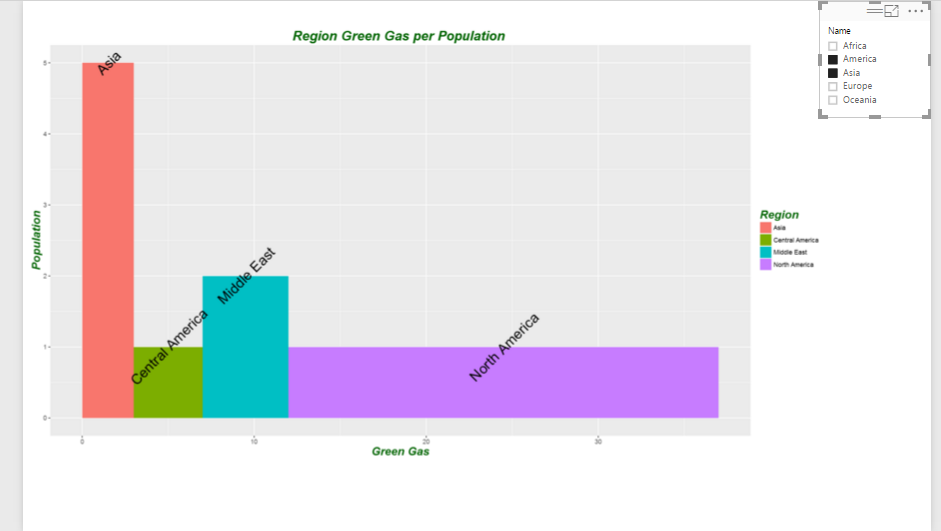 Region Green Gas per Population
Name
Africa
America
Asia
Europe
Oceania
5
4
3
2
1
0
Population
Asia
Central America
Middle East
North America
0
10
20
30
Green Gas
Region
Asia
Central America
Middle East
North America